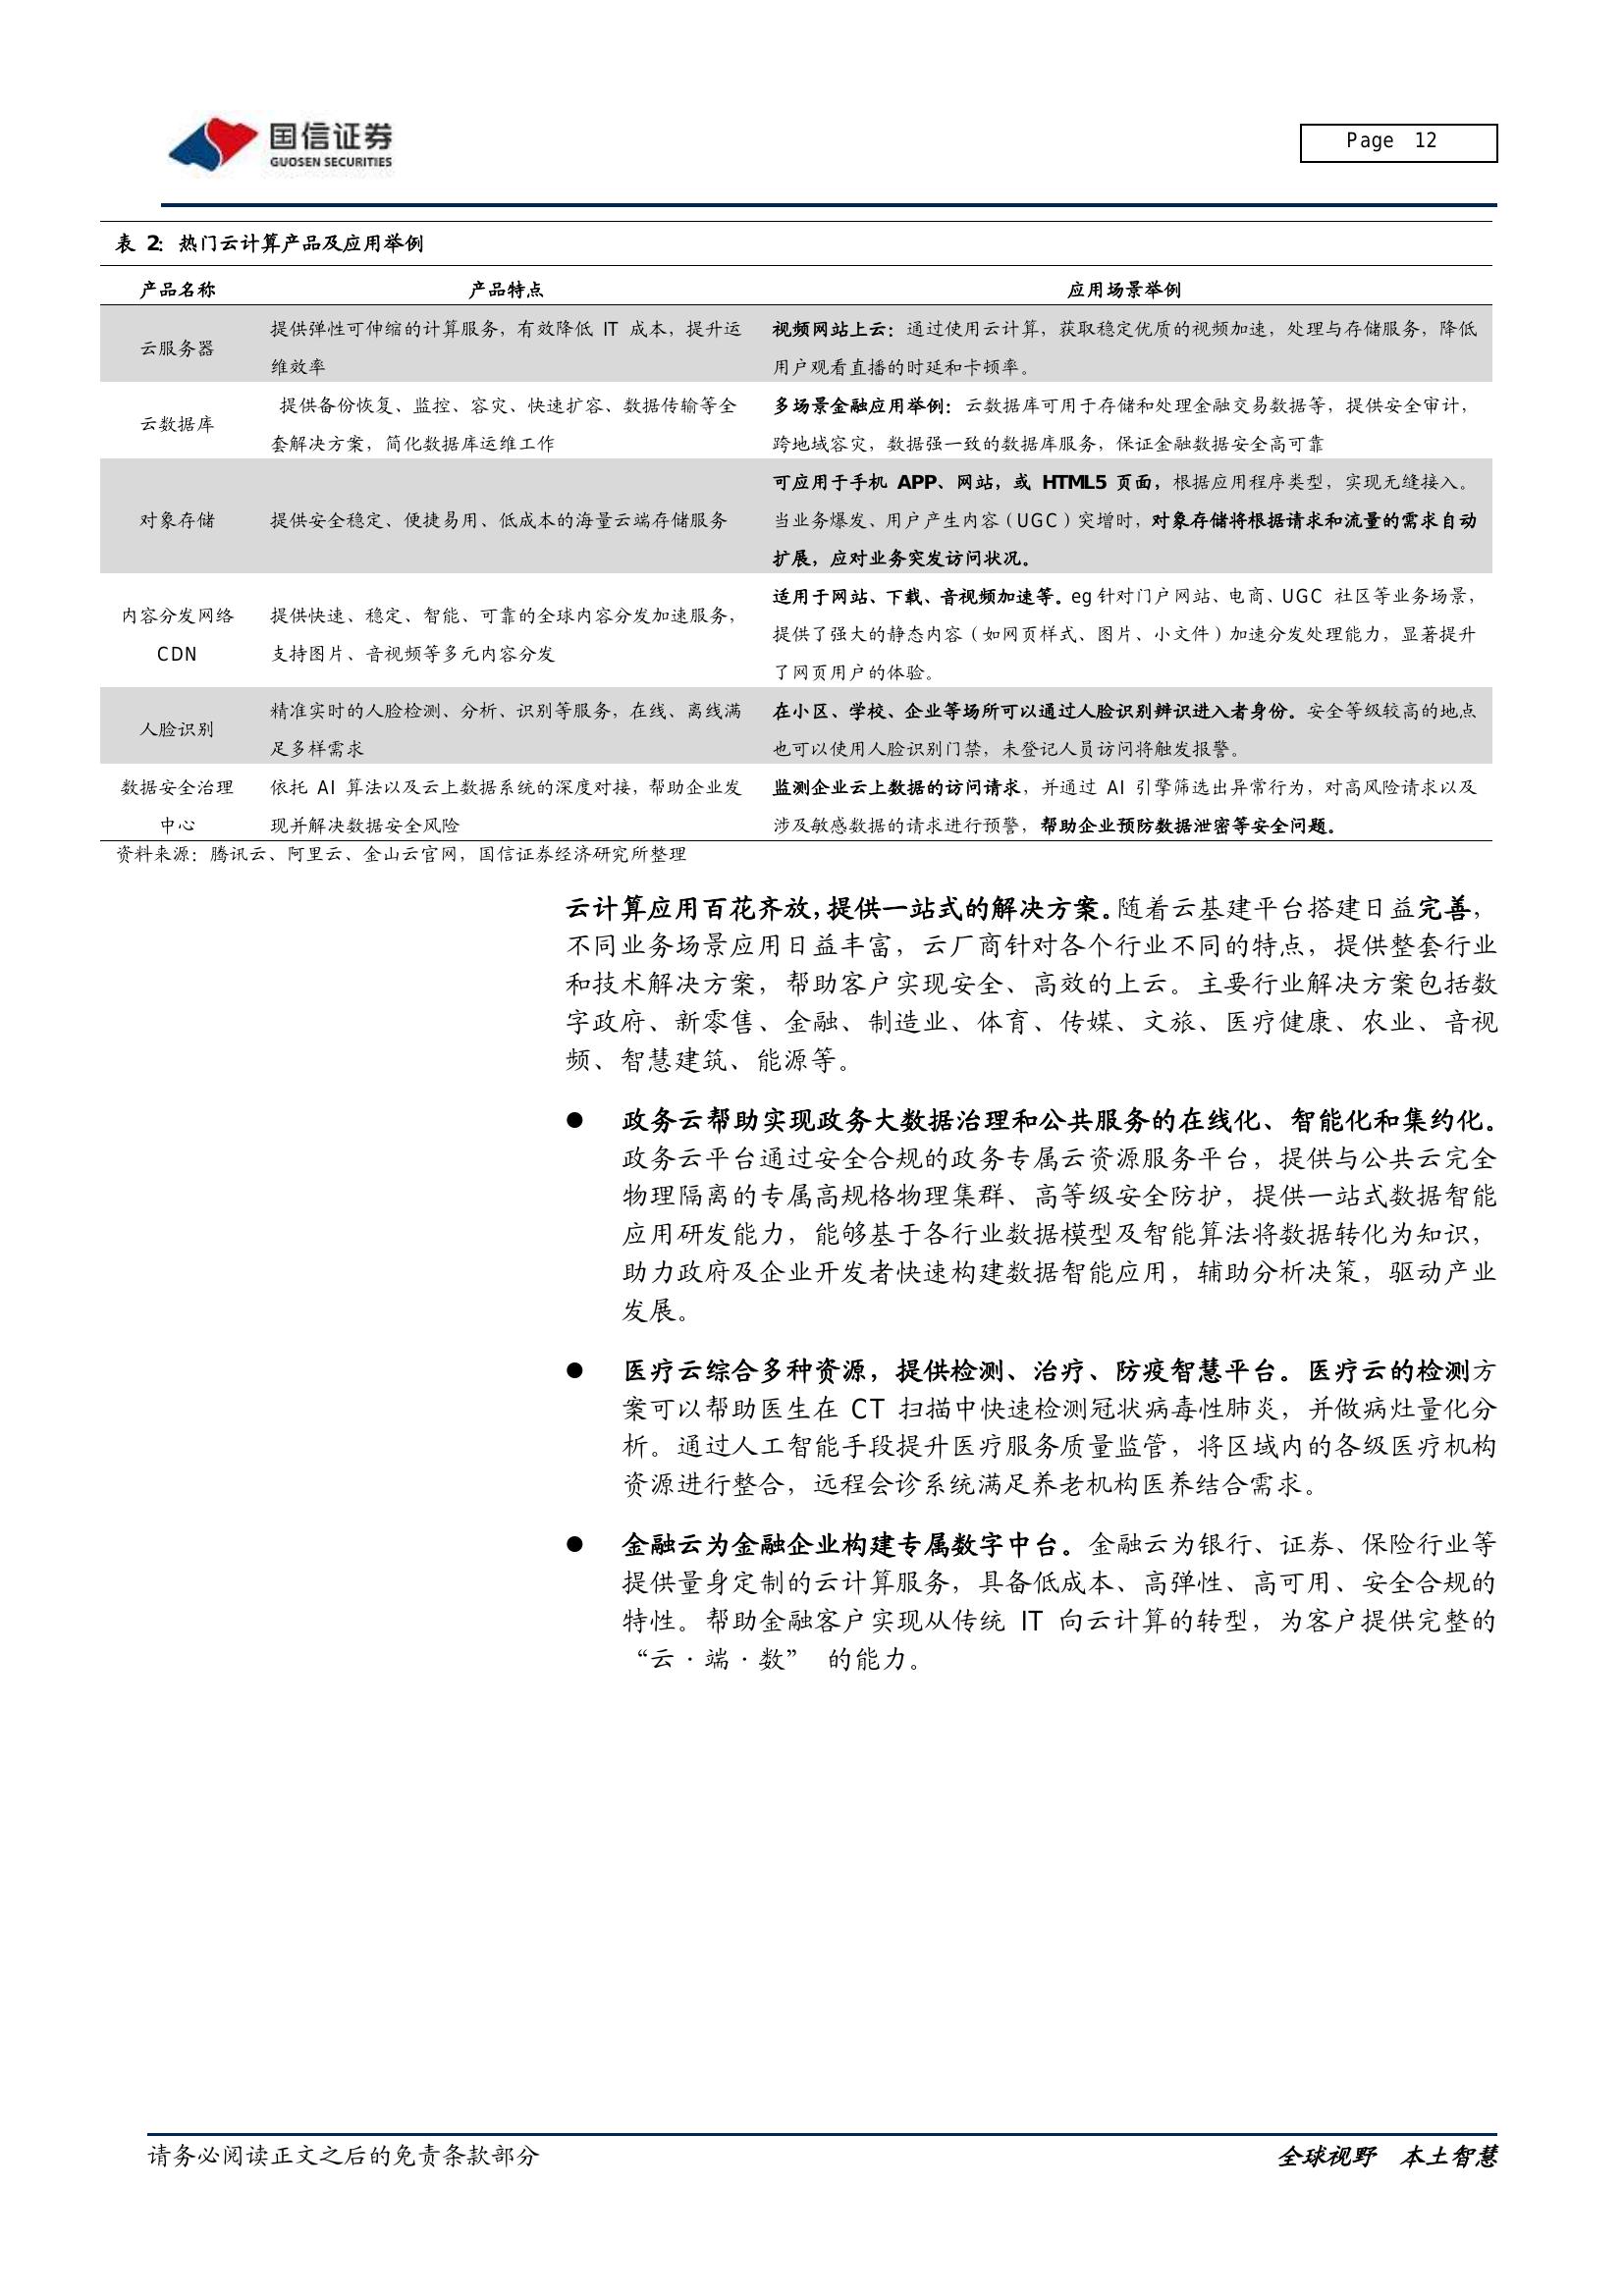 国信证券
GUOSEN SECURITIES
Page 12
表 2：热门云计算产品及应用举例
产品名称 产品特点 应用场景举例
云服务器
提供弹性可伸缩的计算服务，有效降低 IT 成本，提升运
维效率
视频网站上云：通过使用云计算，获取稳定优质的视频加速，处理与存储服务，降低
用户观看直播的时延和卡顿率。
云数据库
提供备份恢复、监控、容灾、快速扩容、数据传输等全
套解决方案，简化数据库运维工作
多场景金融应用举例：云数据库可用于存储和处理金融交易数据等，提供安全审计，
跨地域容灾，数据强一致的数据库服务，保证金融数据安全高可靠
对象存储
提供安全稳定、便捷易用、低成本的海量云端存储服务
可应用于手机 APP、网站，或 HTML5 页面，根据应用程序类型，实现无缝接入。
当业务爆发、用户产生内容（UGC）突增时，对象存储将根据请求和流量的需求自动
扩展，应对业务突发访问状况。
内容分发网络
CDN
提供快速、稳定、智能、可靠的全球内容分发加速服务，
支持图片、音视频等多元内容分发
适用于网站、下载、音视频加速等。eg 针对门户网站、电商、UGC 社区等业务场景，
提供了强大的静态内容（如网页样式、图片、小文件）加速分发处理能力，显著提升
了网页用户的体验。
人脸识别
精准实时的人脸检测、分析、识别等服务，在线、离线满
足多样需求
在小区、学校、企业等场所可以通过人脸识别辨识进入者身份。安全等级较高的地点
也可以使用人脸识别门禁，未登记人员访问将触发报警。
数据安全治理
中心
依托 AI 算法以及云上数据系统的深度对接，帮助企业发
现并解决数据安全风险
监测企业云上数据的访问请求，并通过 AI 引擎筛选出异常行为，对高风险请求以及
涉及敏感数据的请求进行预警，帮助企业预防数据泄密等安全问题。
资料来源：腾讯云、阿里云、金山云官网，国信证券经济研究所整理
云计算应用百花齐放，提供一站式的解决方案。随着云基建平台搭建日益完善，
不同业务场景应用日益丰富，云厂商针对各个行业不同的特点，提供整套行业
和技术解决方案，帮助客户实现安全、高效的上云。主要行业解决方案包括数
字政府、新零售、金融、制造业、体育、传媒、文旅、医疗健康、农业、音视
频、智慧建筑、能源等。
● 政务云帮助实现政务大数据治理和公共服务的在线化、智能化和集约化。
政务云平台通过安全合规的政务专属云资源服务平台，提供与公共云完全
物理隔离的专属高规格物理集群、高等级安全防护，提供一站式数据智能
应用研发能力，能够基于各行业数据模型及智能算法将数据转化为知识，
助力政府及企业开发者快速构建数据智能应用，辅助分析决策，驱动产业
发展。
● 医疗云综合多种资源，提供检测、治疗、防疫智慧平台。医疗云的检测方
案可以帮助医生在 CT 扫描中快速检测冠状病毒性肺炎，并做病灶量化分
析。通过人工智能手段提升医疗服务质量监管，将区域内的各级医疗机构
资源进行整合，远程会诊系统满足养老机构医养结合需求。
● 金融云为金融企业构建专属数字中台。金融云为银行、证券、保险行业等
提供量身定制的云计算服务，具备低成本、高弹性、高可用、安全合规的
特性。帮助金融客户实现从传统 IT 向云计算的转型，为客户提供完整的
“云·端·数” 的能力。
请务必阅读正文之后的免责条款部分
全球视野 本土智慧